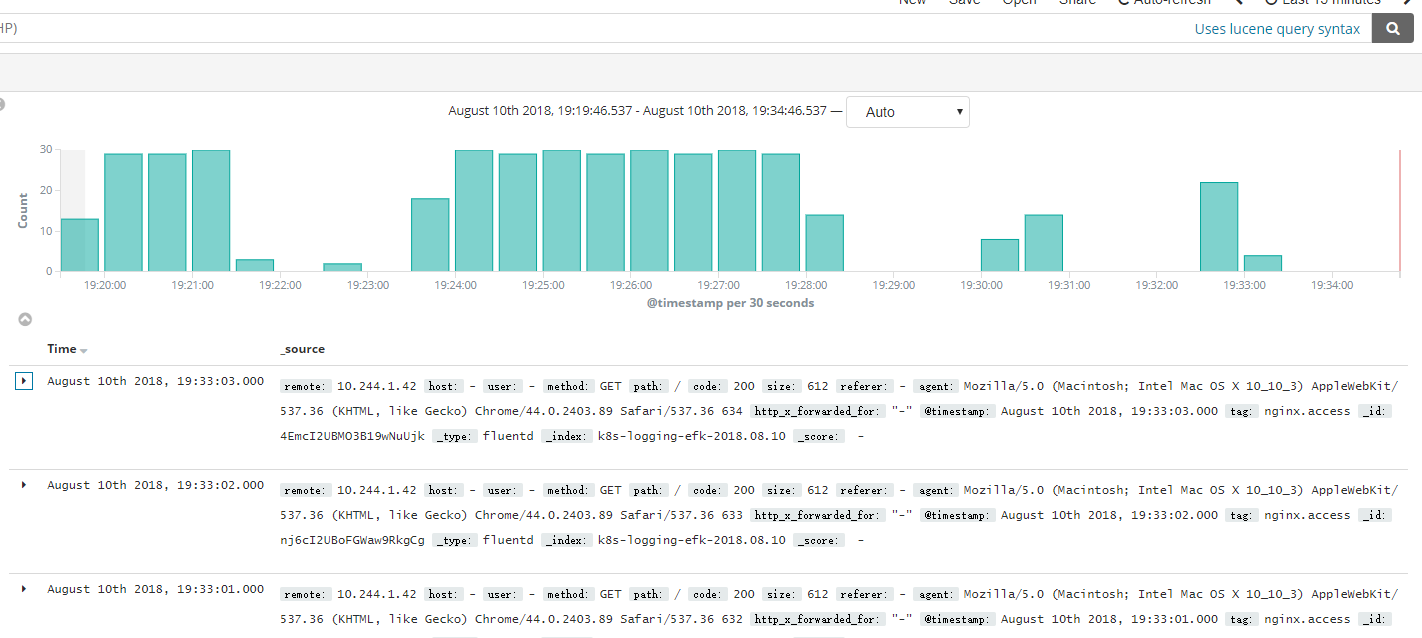 New Save Open Share Auto-refresh Last 15 minutes
HP)
Uses lucene query syntax
August 10th 2018, 19:19:46.537 - August 10th 2018, 19:34:46.537 — Auto
30
20
10
0
Count
19:20:00 19:21:00 19:22:00 19:23:00 19:24:00 19:25:00 19:26:00 19:27:00 19:28:00 19:29:00 19:30:00 19:31:00 19:32:00 19:33:00 19:34:00
@timestamp per 30 seconds
Time _source
August 10th 2018, 19:33:03.000 remote: 10.244.1.42 host: - user: - method: GET path: / code: 200 size: 612 referer: - agent: Mozilla/5.0 (Macintosh; Intel Mac OS X 10_10_3) AppleWebKit/
537.36 (KHTML, like Gecko) Chrome/44.0.2403.89 Safari/537.36 634 http_x_forwarded_for: "-" @timestamp: August 10th 2018, 19:33:03.000 tag: nginx.access _id:
4EmcI2UBMO3B19wNuUjk _type: fluentd _index: k8s-logging-efk-2018.08.10 _score: -
August 10th 2018, 19:33:02.000 remote: 10.244.1.42 host: - user: - method: GET path: / code: 200 size: 612 referer: - agent: Mozilla/5.0 (Macintosh; Intel Mac OS X 10_10_3) AppleWebKit/
537.36 (KHTML, like Gecko) Chrome/44.0.2403.89 Safari/537.36 633 http_x_forwarded_for: "-" @timestamp: August 10th 2018, 19:33:02.000 tag: nginx.access _id:
nj6cI2UBoFGWaw9RkgCg _type: fluentd _index: k8s-logging-efk-2018.08.10 _score: -
August 10th 2018, 19:33:01.000 remote: 10.244.1.42 host: - user: - method: GET path: / code: 200 size: 612 referer: - agent: Mozilla/5.0 (Macintosh; Intel Mac OS X 10_10_3) AppleWebKit/
537.36 (KHTML, like Gecko) Chrome/44.0.2403.89 Safari/537.36 632 http_x_forwarded_for: "-" @timestamp: August 10th 2018, 19:33:01.000 tag: nginx.access _id: